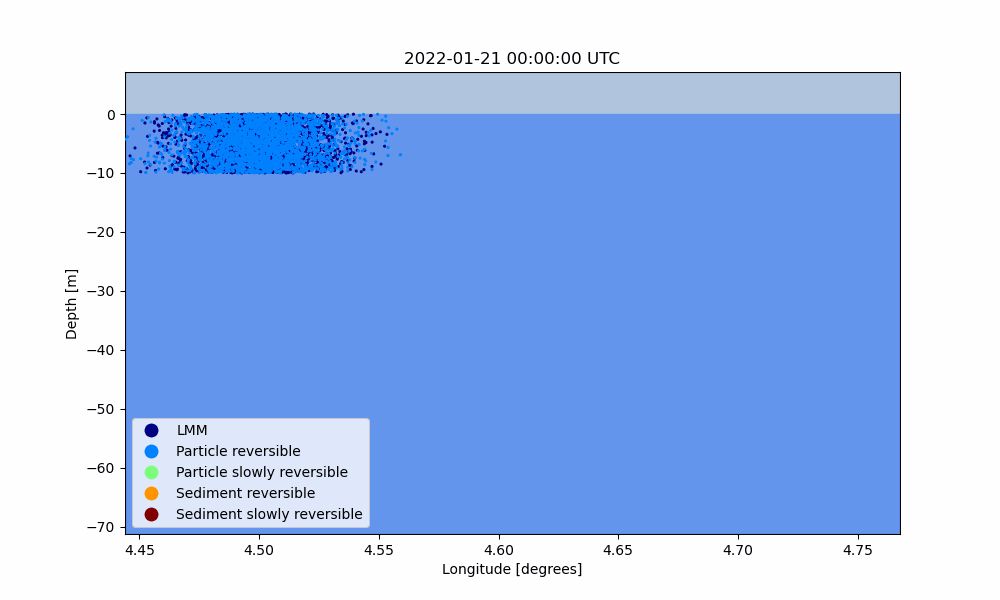 2022-01-21 00:00:00 UTC
0
−10
−20
−30
−40
−50
−60
−70
Depth [m]
LMM
Particle reversible
Particle slowly reversible
Sediment reversible
Sediment slowly reversible
4.45 4.50 4.55 4.60 4.65 4.70 4.75
Longitude [degrees]